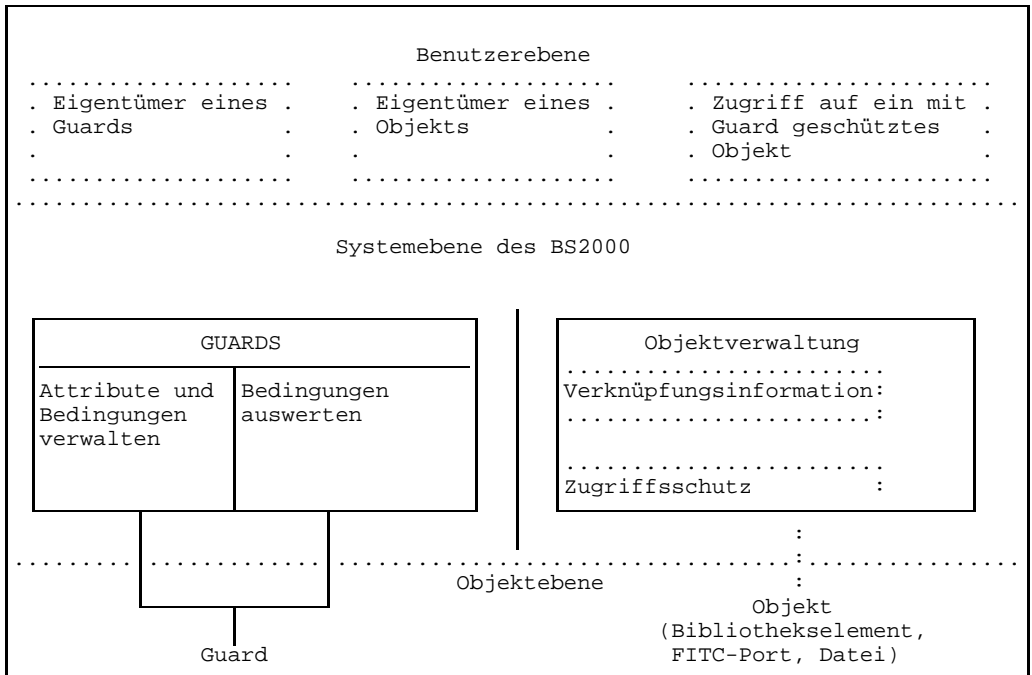 Benutzerebene
Eigentümer eines
Guards
Eigentümer eines
Objekts
Zugriff auf ein mit
Guard geschütztes
Objekt
Systemebene des BS2000
GUARDS
Attribute und
Bedingungen
verwalten
Bedingungen
auswerten
Objektverwaltung
Verknüpfungsinformation:
Zugriffsschutz :
Objektebene
Guard
Objekt
(Bibliothekselement,
FITC-Port, Datei)